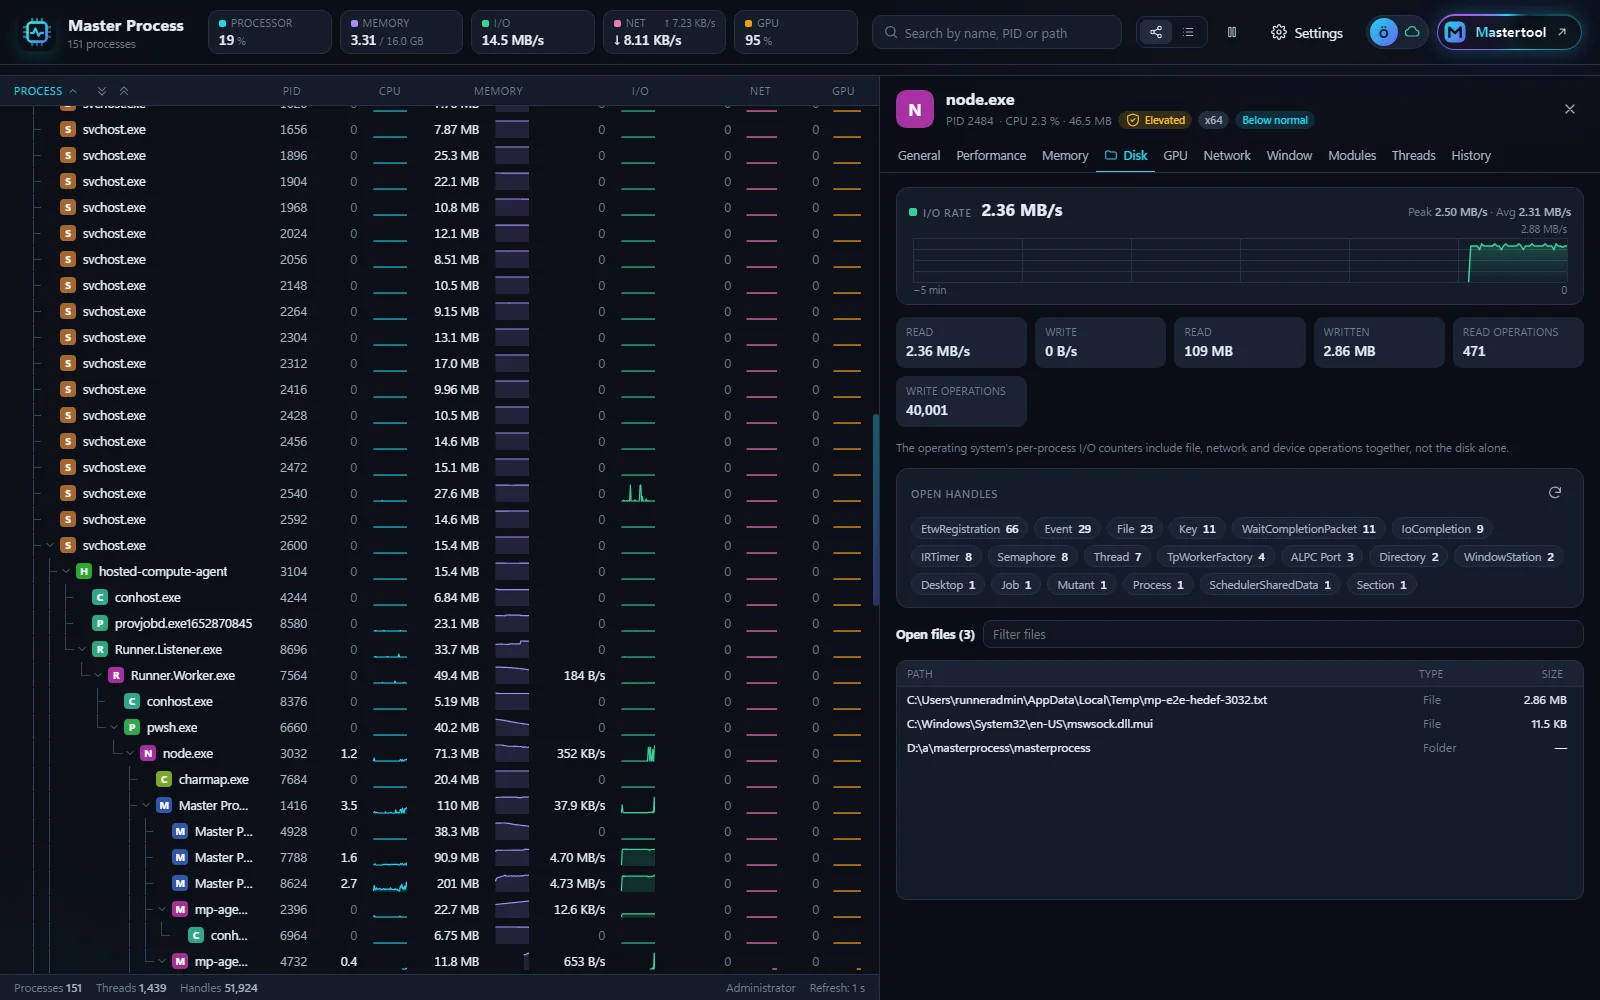 Master Process
151 processes
PROCESSOR
19 %
MEMORY
3.31 / 16.0 GB
I/O
14.5 MB/s
NET ↑ 7.23 KB/s
↓ 8.11 KB/s
GPU
95 %
Search by name, PID or path
Settings
ö
Mastertool ↗
PROCESS PID CPU MEMORY I/O NET GPU
S svchost.exe 1656 0 7.87 MB 0 0 0
S svchost.exe 1896 0 25.3 MB 0 0 0
S svchost.exe 1904 0 22.1 MB 0 0 0
S svchost.exe 1968 0 10.8 MB 0 0 0
S svchost.exe 2024 0 12.1 MB 0 0 0
S svchost.exe 2056 0 8.51 MB 0 0 0
S svchost.exe 2148 0 10.5 MB 0 0 0
S svchost.exe 2264 0 9.15 MB 0 0 0
S svchost.exe 2304 0 13.1 MB 0 0 0
S svchost.exe 2312 0 17.0 MB 0 0 0
S svchost.exe 2416 0 9.96 MB 0 0 0
S svchost.exe 2428 0 10.5 MB 0 0 0
S svchost.exe 2456 0 14.6 MB 0 0 0
S svchost.exe 2472 0 15.1 MB 0 0 0
S svchost.exe 2540 0 27.6 MB 0 0 0
S svchost.exe 2592 0 14.6 MB 0 0 0
S svchost.exe 2600 0 15.4 MB 0 0 0
H hosted-compute-agent 3104 0 15.4 MB 0 0 0
C conhost.exe 4244 0 6.84 MB 0 0 0
P provjobd.exe1652870845 8580 0 23.1 MB 0 0 0
R Runner.Listener.exe 8696 0 33.7 MB 0 0 0
R Runner.Worker.exe 7564 0 49.4 MB 184 B/s 0 0
C conhost.exe 8376 0 5.19 MB 0 0 0
P pwsh.exe 6660 0 40.2 MB 0 0 0
N node.exe 3032 1.2 71.3 MB 352 KB/s 0 0
C charmap.exe 7684 0 20.4 MB 0 0 0
M Master Pro... 1416 3.5 110 MB 37.9 KB/s 0 0
M Master P... 4928 0 38.3 MB 0 0 0
M Master P... 7788 1.6 90.9 MB 4.70 MB/s 0 0
M Master P... 8624 2.7 201 MB 4.73 MB/s 0 0
M mp-age... 2396 0 22.7 MB 12.6 KB/s 0 0
C conh... 6964 0 6.75 MB 0 0 0
M mp-age... 4732 0.4 11.8 MB 653 B/s 0 0
Processes 151 Threads 1,439 Handles 51,924 Administrator Refresh: 1 s
N node.exe
PID 2484 · CPU 2.3 % · 46.5 MB Elevated x64 Below normal
General Performance Memory Disk GPU Network Window Modules Threads History
I/O RATE 2.36 MB/s Peak 2.50 MB/s · Avg 2.31 MB/s
2.88 MB/s
−5 min 0
READ
2.36 MB/s
WRITE
0 B/s
READ
109 MB
WRITTEN
2.86 MB
READ OPERATIONS
471
WRITE OPERATIONS
40,001
The operating system's per-process I/O counters include file, network and device operations together, not the disk alone.
OPEN HANDLES
EtwRegistration 66 Event 29 File 23 Key 11 WaitCompletionPacket 11 IoCompletion 9
IRTimer 8 Semaphore 8 Thread 7 TpWorkerFactory 4 ALPC Port 3 Directory 2 WindowStation 2
Desktop 1 Job 1 Mutant 1 Process 1 SchedulerSharedData 1 Section 1
Open files (3) Filter files
PATH TYPE SIZE
C:\Users\runneradmin\AppData\Local\Temp\mp-e2e-hedef-3032.txt File 2.86 MB
C:\Windows\System32\en-US\mswsock.dll.mui File 11.5 KB
D:\a\masterprocess\masterprocess Folder —